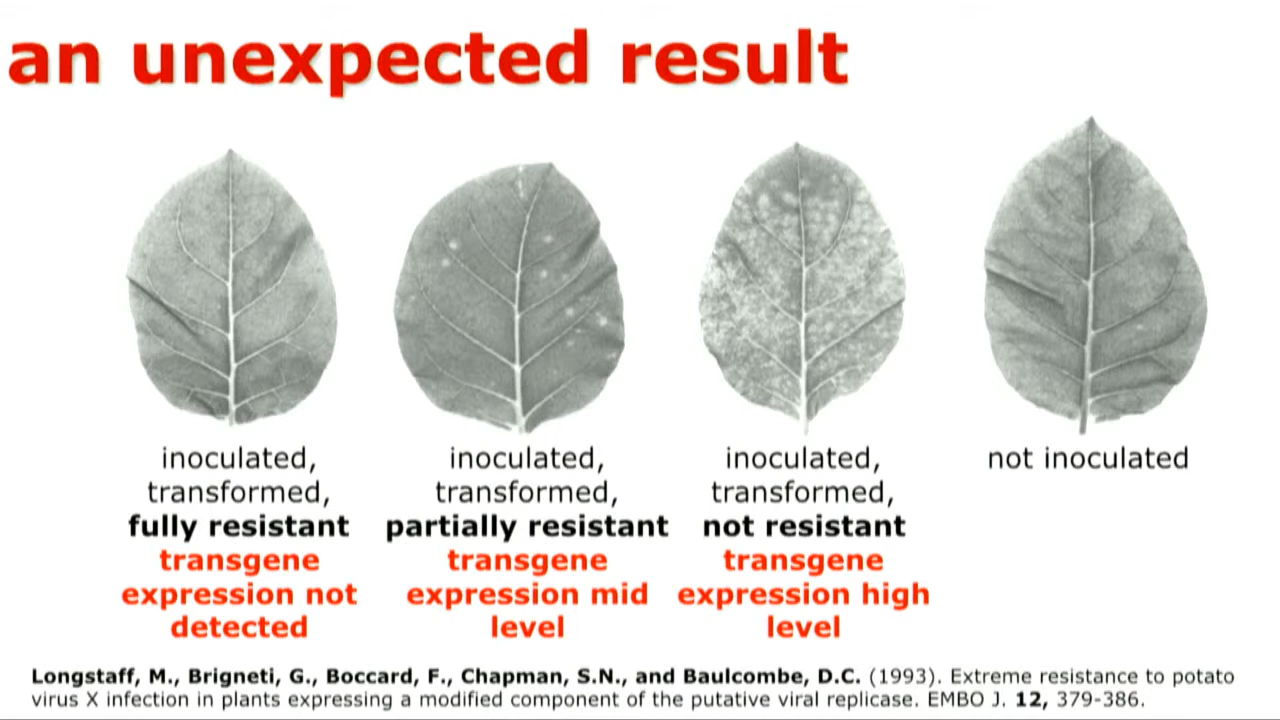 an unexpected result
inoculated,
transformed,
fully resistant
transgene
expression not
detected
inoculated,
transformed,
partially resistant
transgene
expression mid
level
inoculated,
transformed,
not resistant
transgene
expression high
level
not inoculated
Longstaff, M., Brigneti, G., Boccard, F., Chapman, S.N., and Baulcombe, D.C. (1993). Extreme resistance to potato
virus X infection in plants expressing a modified component of the putative viral replicase. EMBO J. 12, 379-386.